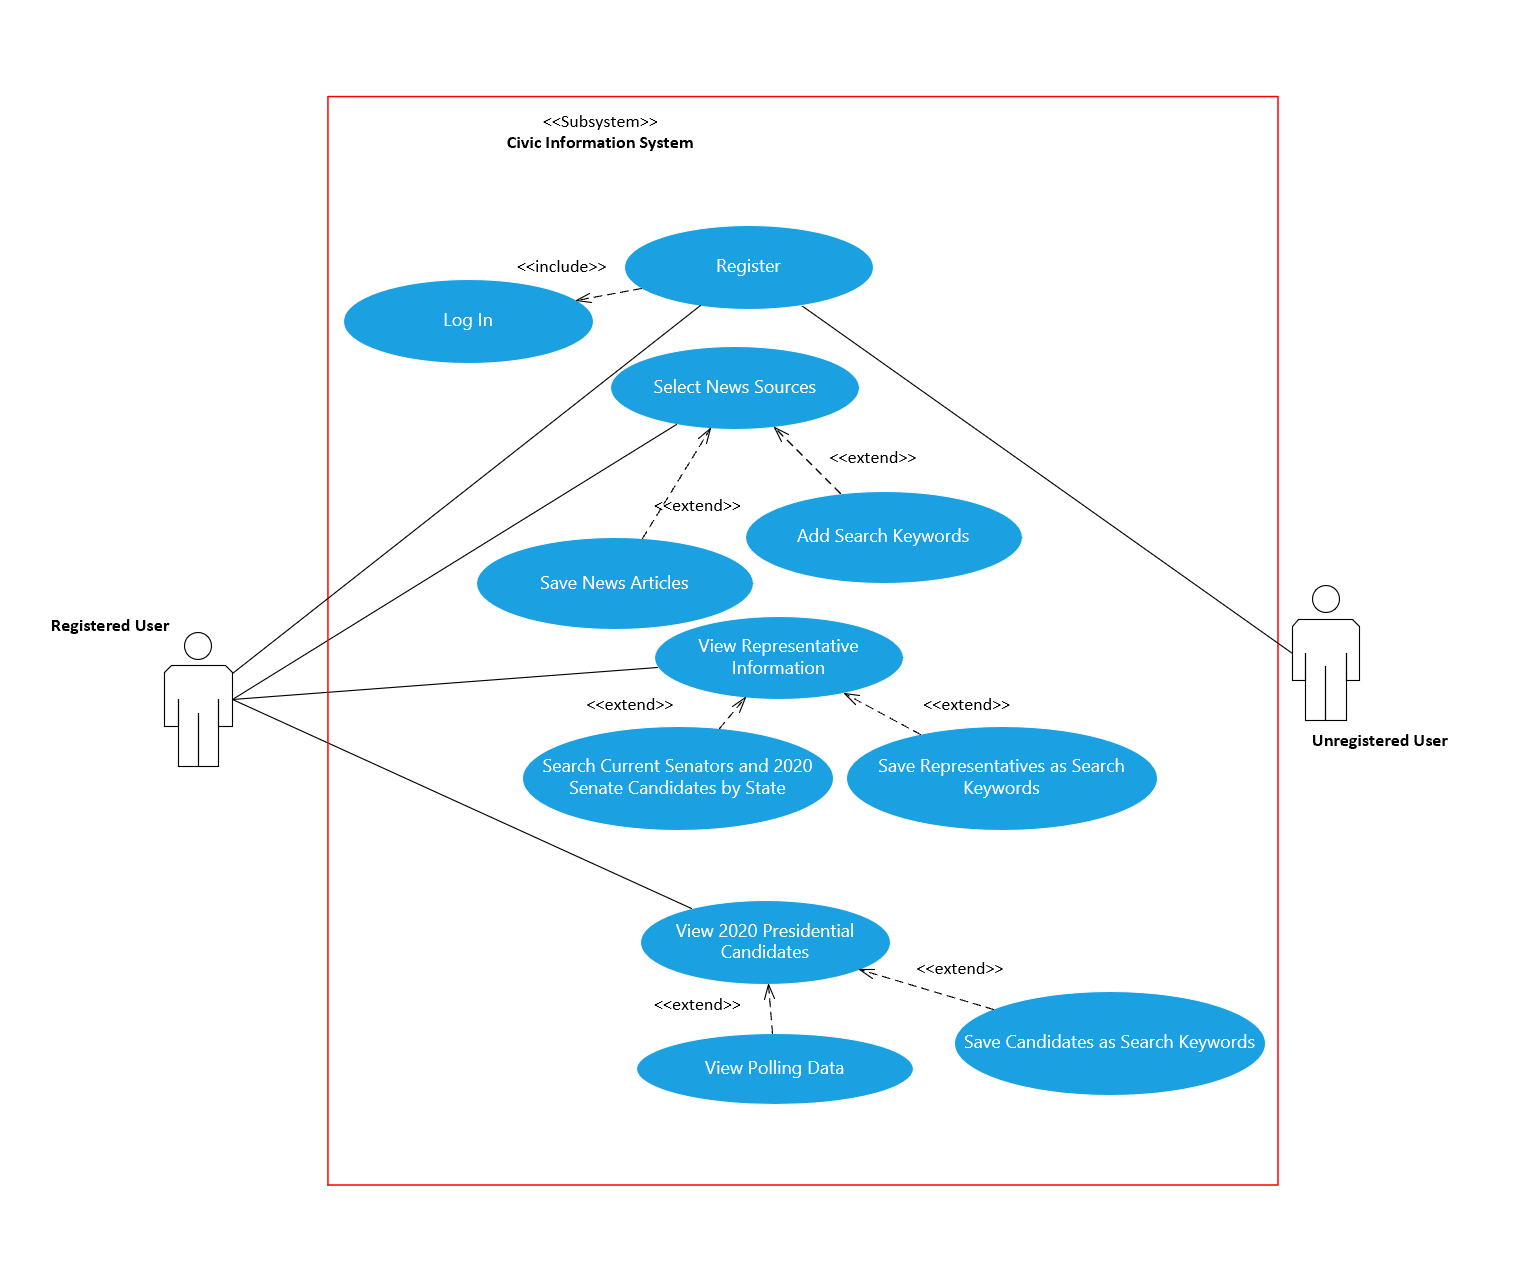 <<Subsystem>>
Civic Information System
Register
<<include>>
Log In
Select News Sources
<<extend>>
<<extend>>
Add Search Keywords
Save News Articles
Registered User
View Representative
Information
<<extend>>
<<extend>>
Unregistered User
Search Current Senators and 2020
Senate Candidates by State
Save Representatives as Search
Keywords
View 2020 Presidential
Candidates
<<extend>>
<<extend>>
Save Candidates as Search Keywords
View Polling Data